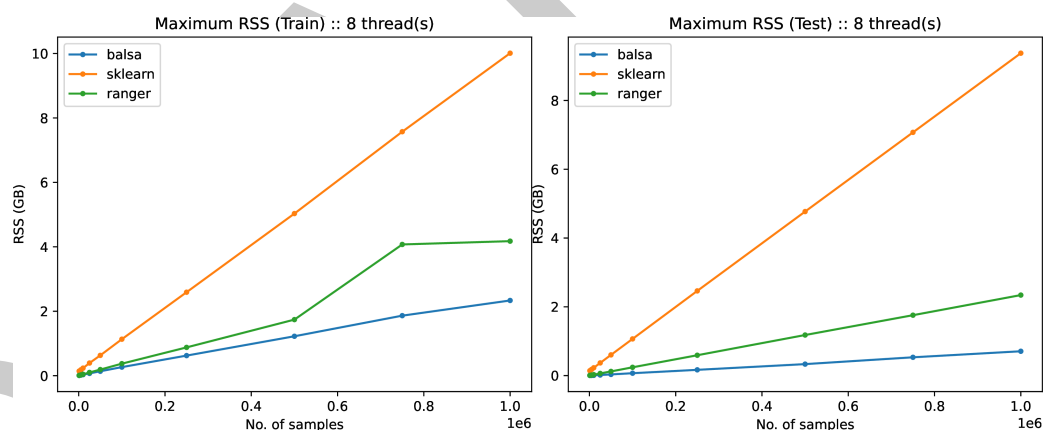 Maximum RSS (Train) :: 8 thread(s)
balsa
sklearn
ranger
RSS (GB)
10
8
6
4
2
0
0.0 0.2 0.4 0.6 0.8 1.0
1e6
No. of samples
Maximum RSS (Test) :: 8 thread(s)
balsa
sklearn
ranger
RSS (GB)
8
6
4
2
0
0.0 0.2 0.4 0.6 0.8 1.0
1e6
No. of samples